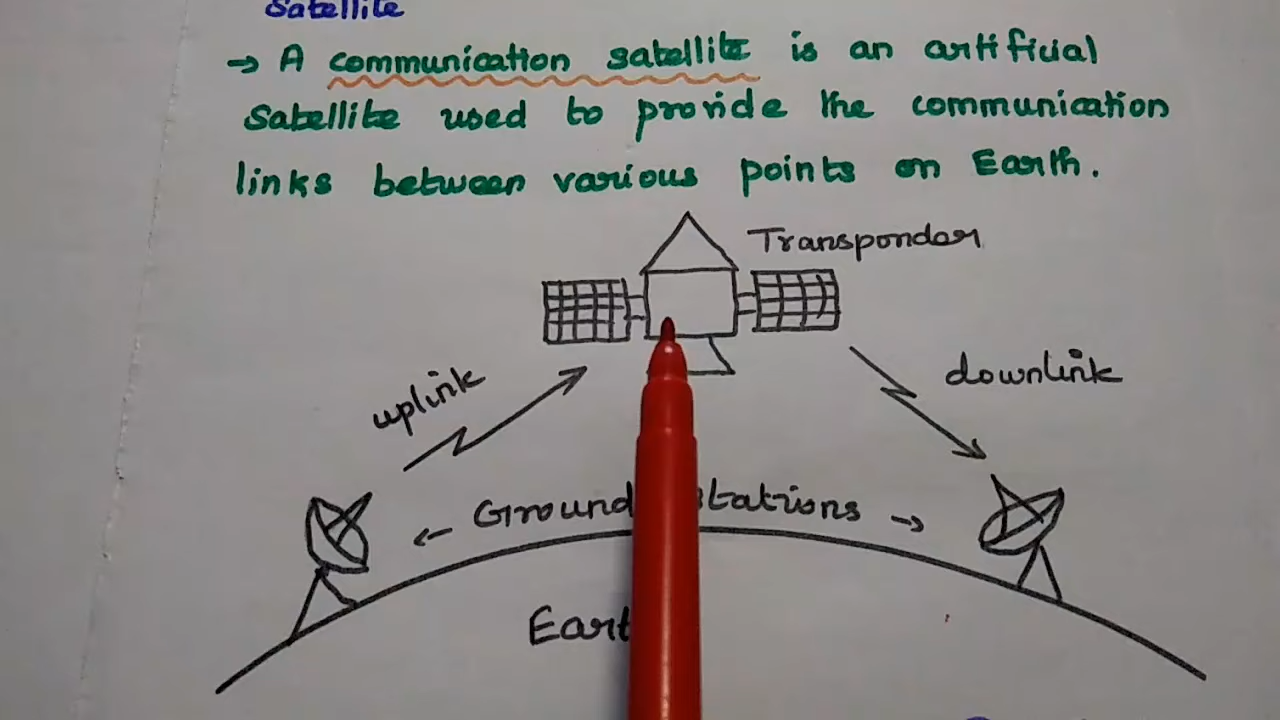 Satellite
→ A communication satellite is an artificial
Satellite used to provide the communication
links between various points on Earth.
Transponder
uplink
downlink
← Ground stations →
Eart